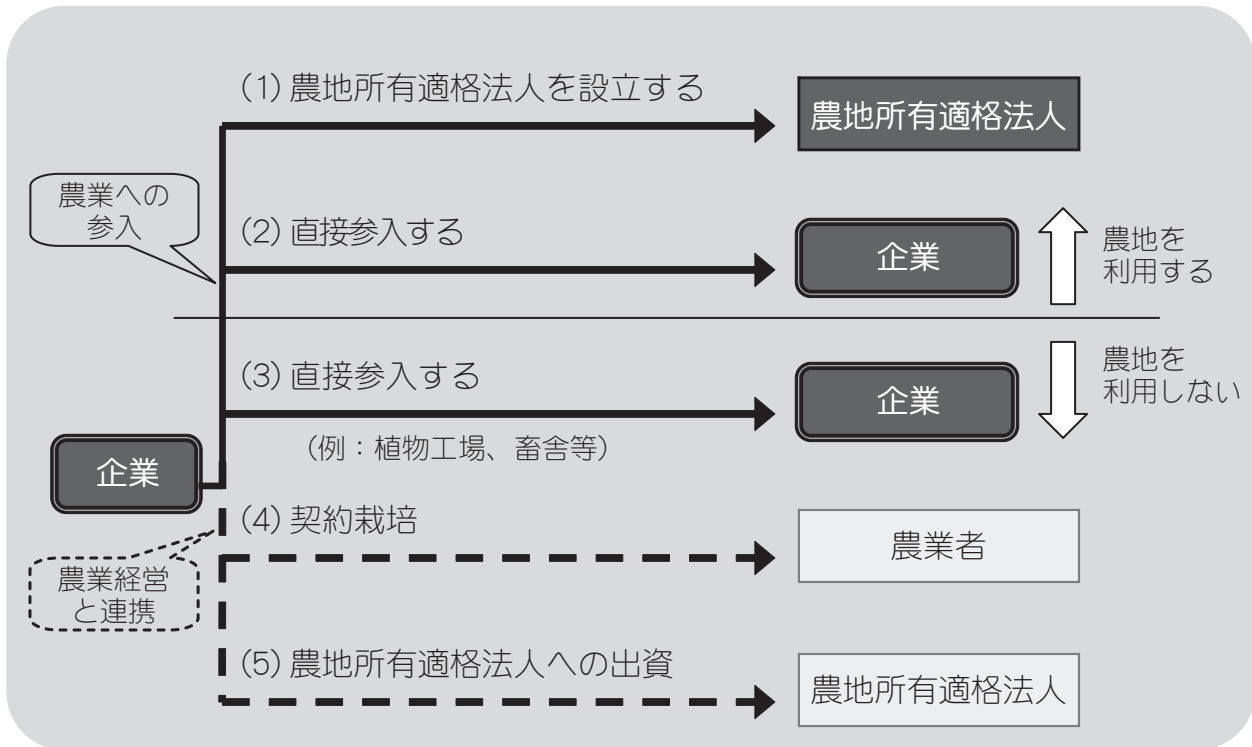 (1) 農地所有適格法人を設立する
農地所有適格法人
農業への
参入
(2) 直接参入する
企業
農地を
利用する
(3) 直接参入する
(例：植物工場、畜舎等)
企業
農地を
利用しない
企業
(4) 契約栽培
農業者
農業経営
と連携
(5) 農地所有適格法人への出資
農地所有適格法人